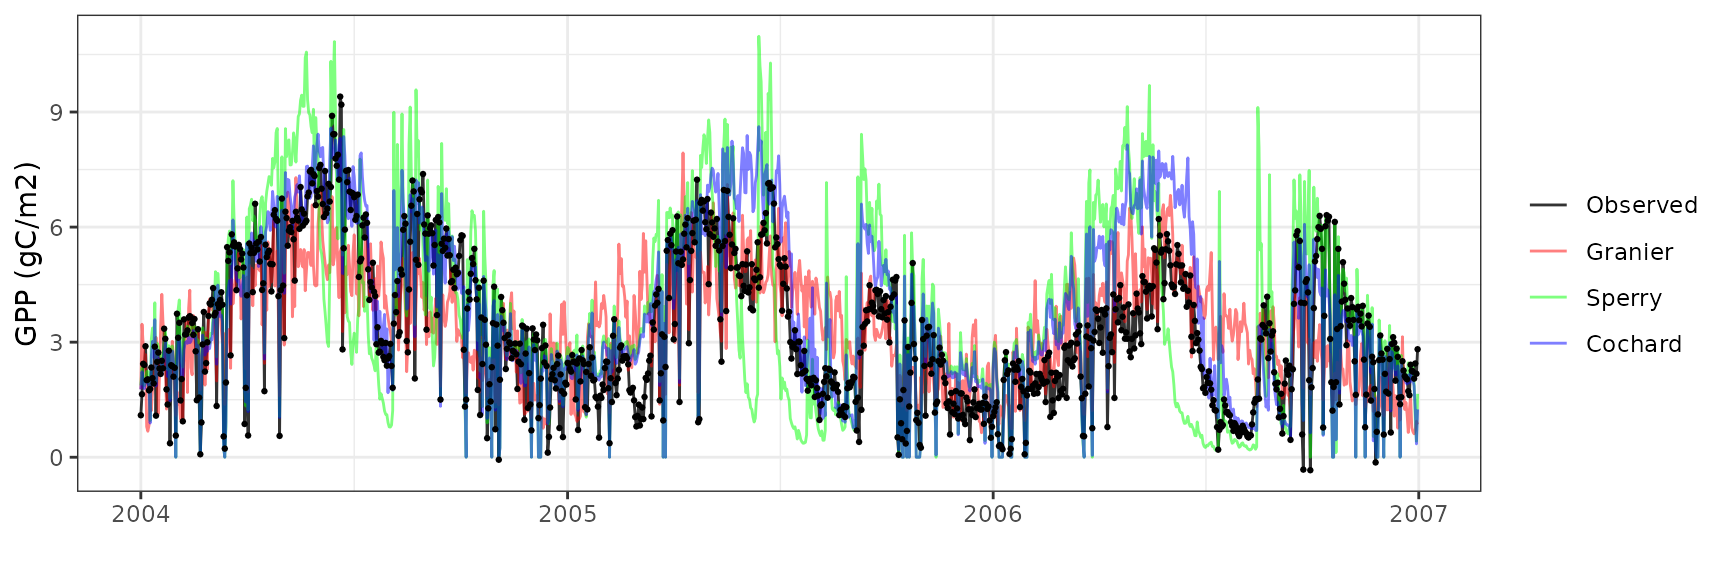 GPP (gC/m2)
9
6
3
0
2004
2005
2006
2007
Observed
Granier
Sperry
Cochard